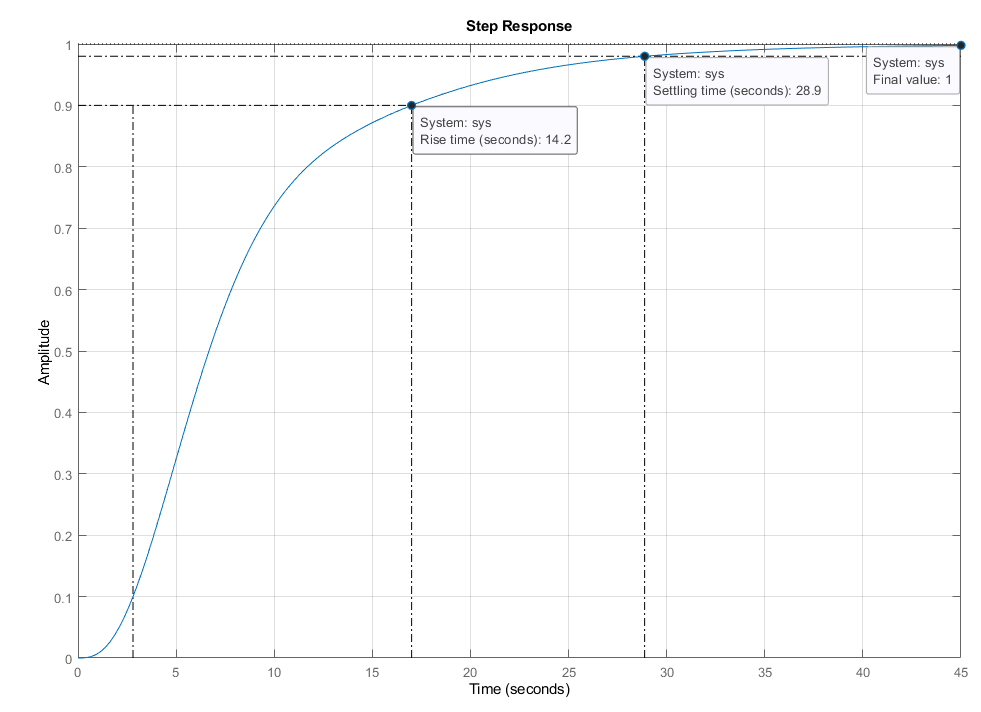 Step Response
1
0.9
0.8
0.7
0.6
0.5
0.4
0.3
0.2
0.1
0
Amplitude
System: sys
Rise time (seconds): 14.2
System: sys
Settling time (seconds): 28.9
System: sys
Final value: 1
0 5 10 15 20 25 30 35 40 45
Time (seconds)